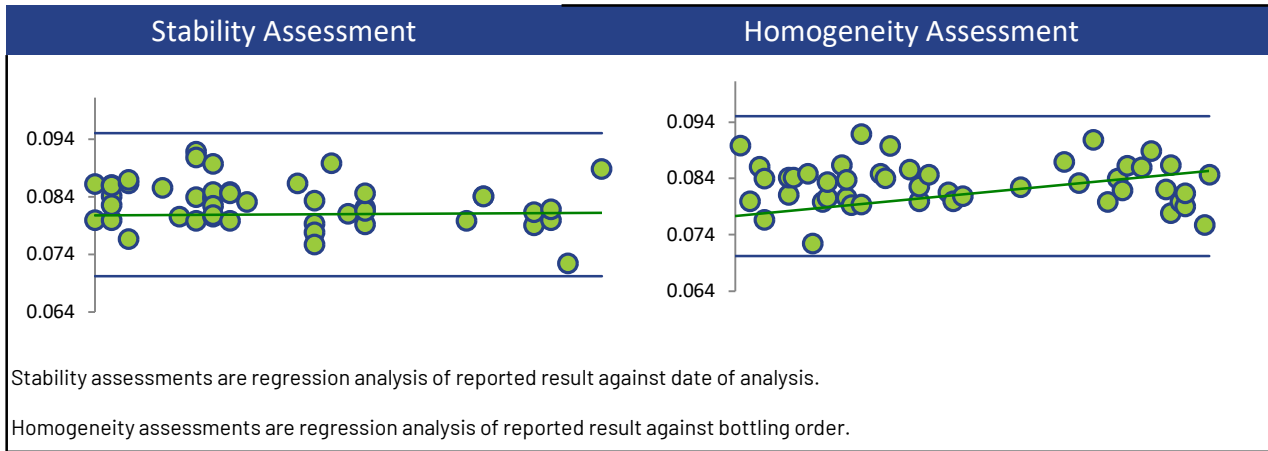 Stability Assessment
Homogeneity Assessment
0.094
0.084
0.074
0.064
0.094
0.084
0.074
0.064
Stability assessments are regression analysis of reported result against date of analysis.
Homogeneity assessments are regression analysis of reported result against bottling order.